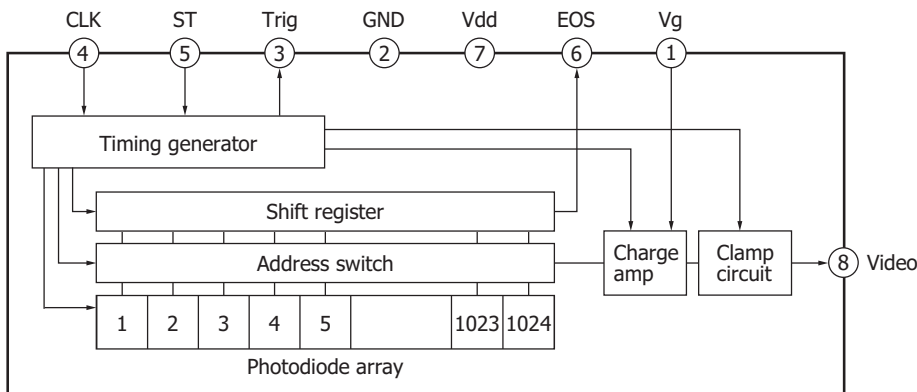 CLK ST Trig GND Vdd EOS Vg
4 5 3 2 7 6 1
Timing generator
Shift register
Address switch
Charge
amp
Clamp
circuit
8 Video
1 2 3 4 5 1023 1024
Photodiode array